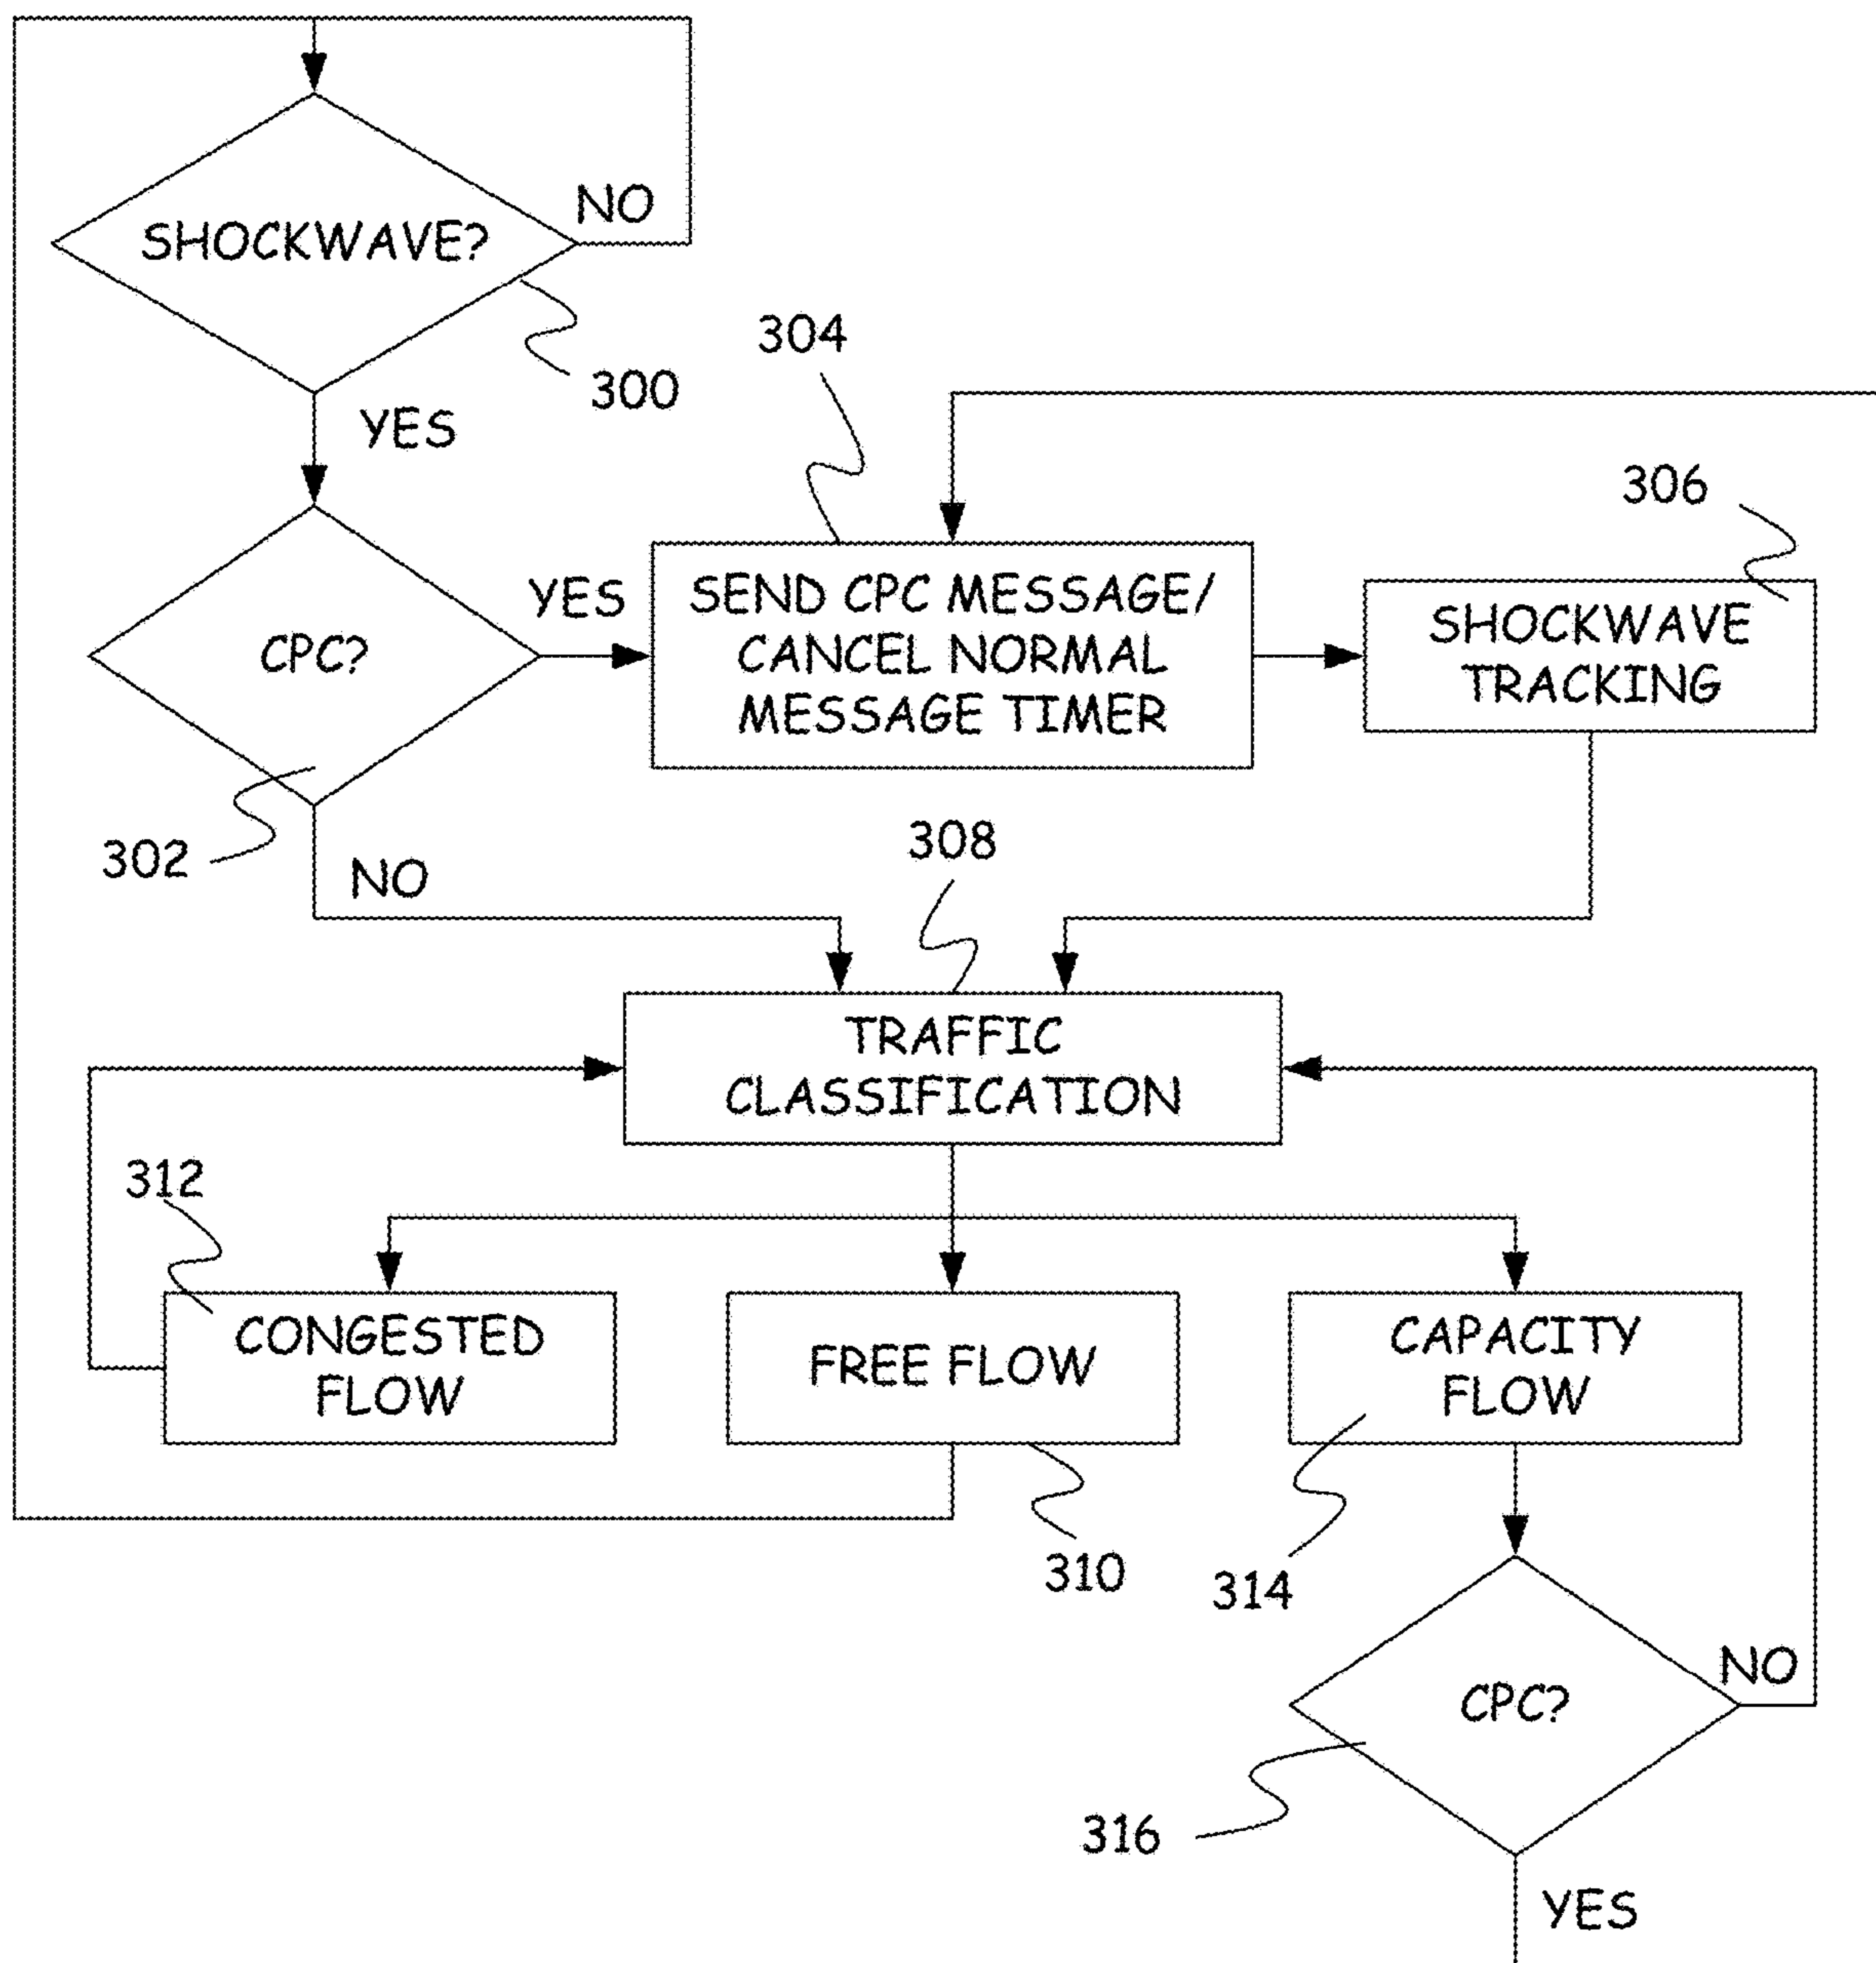 NO
SHOCKWAVE?
300
YES
304
306
YES
SEND CPC MESSAGE/
CANCEL NORMAL
MESSAGE TIMER
SHOCKWAVE
TRACKING
CPC?
302
NO
308
TRAFFIC
CLASSIFICATION
312
CONGESTED
FLOW
FREE FLOW
CAPACITY
FLOW
310
314
NO
CPC?
316
YES